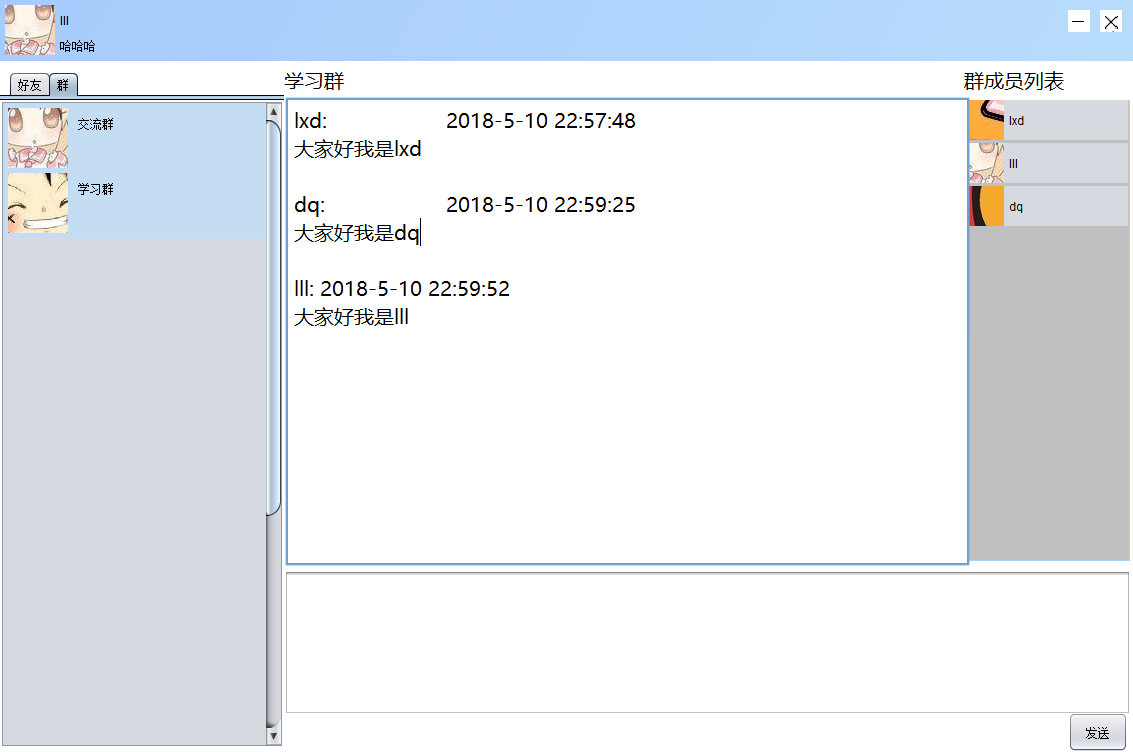 lll
哈哈哈
好友
群
交流群
学习群
学习群
lxd: 2018-5-10 22:57:48
大家好我是lxd
dq: 2018-5-10 22:59:25
大家好我是dq
lll: 2018-5-10 22:59:52
大家好我是lll
群成员列表
lxd
lll
dq
发送